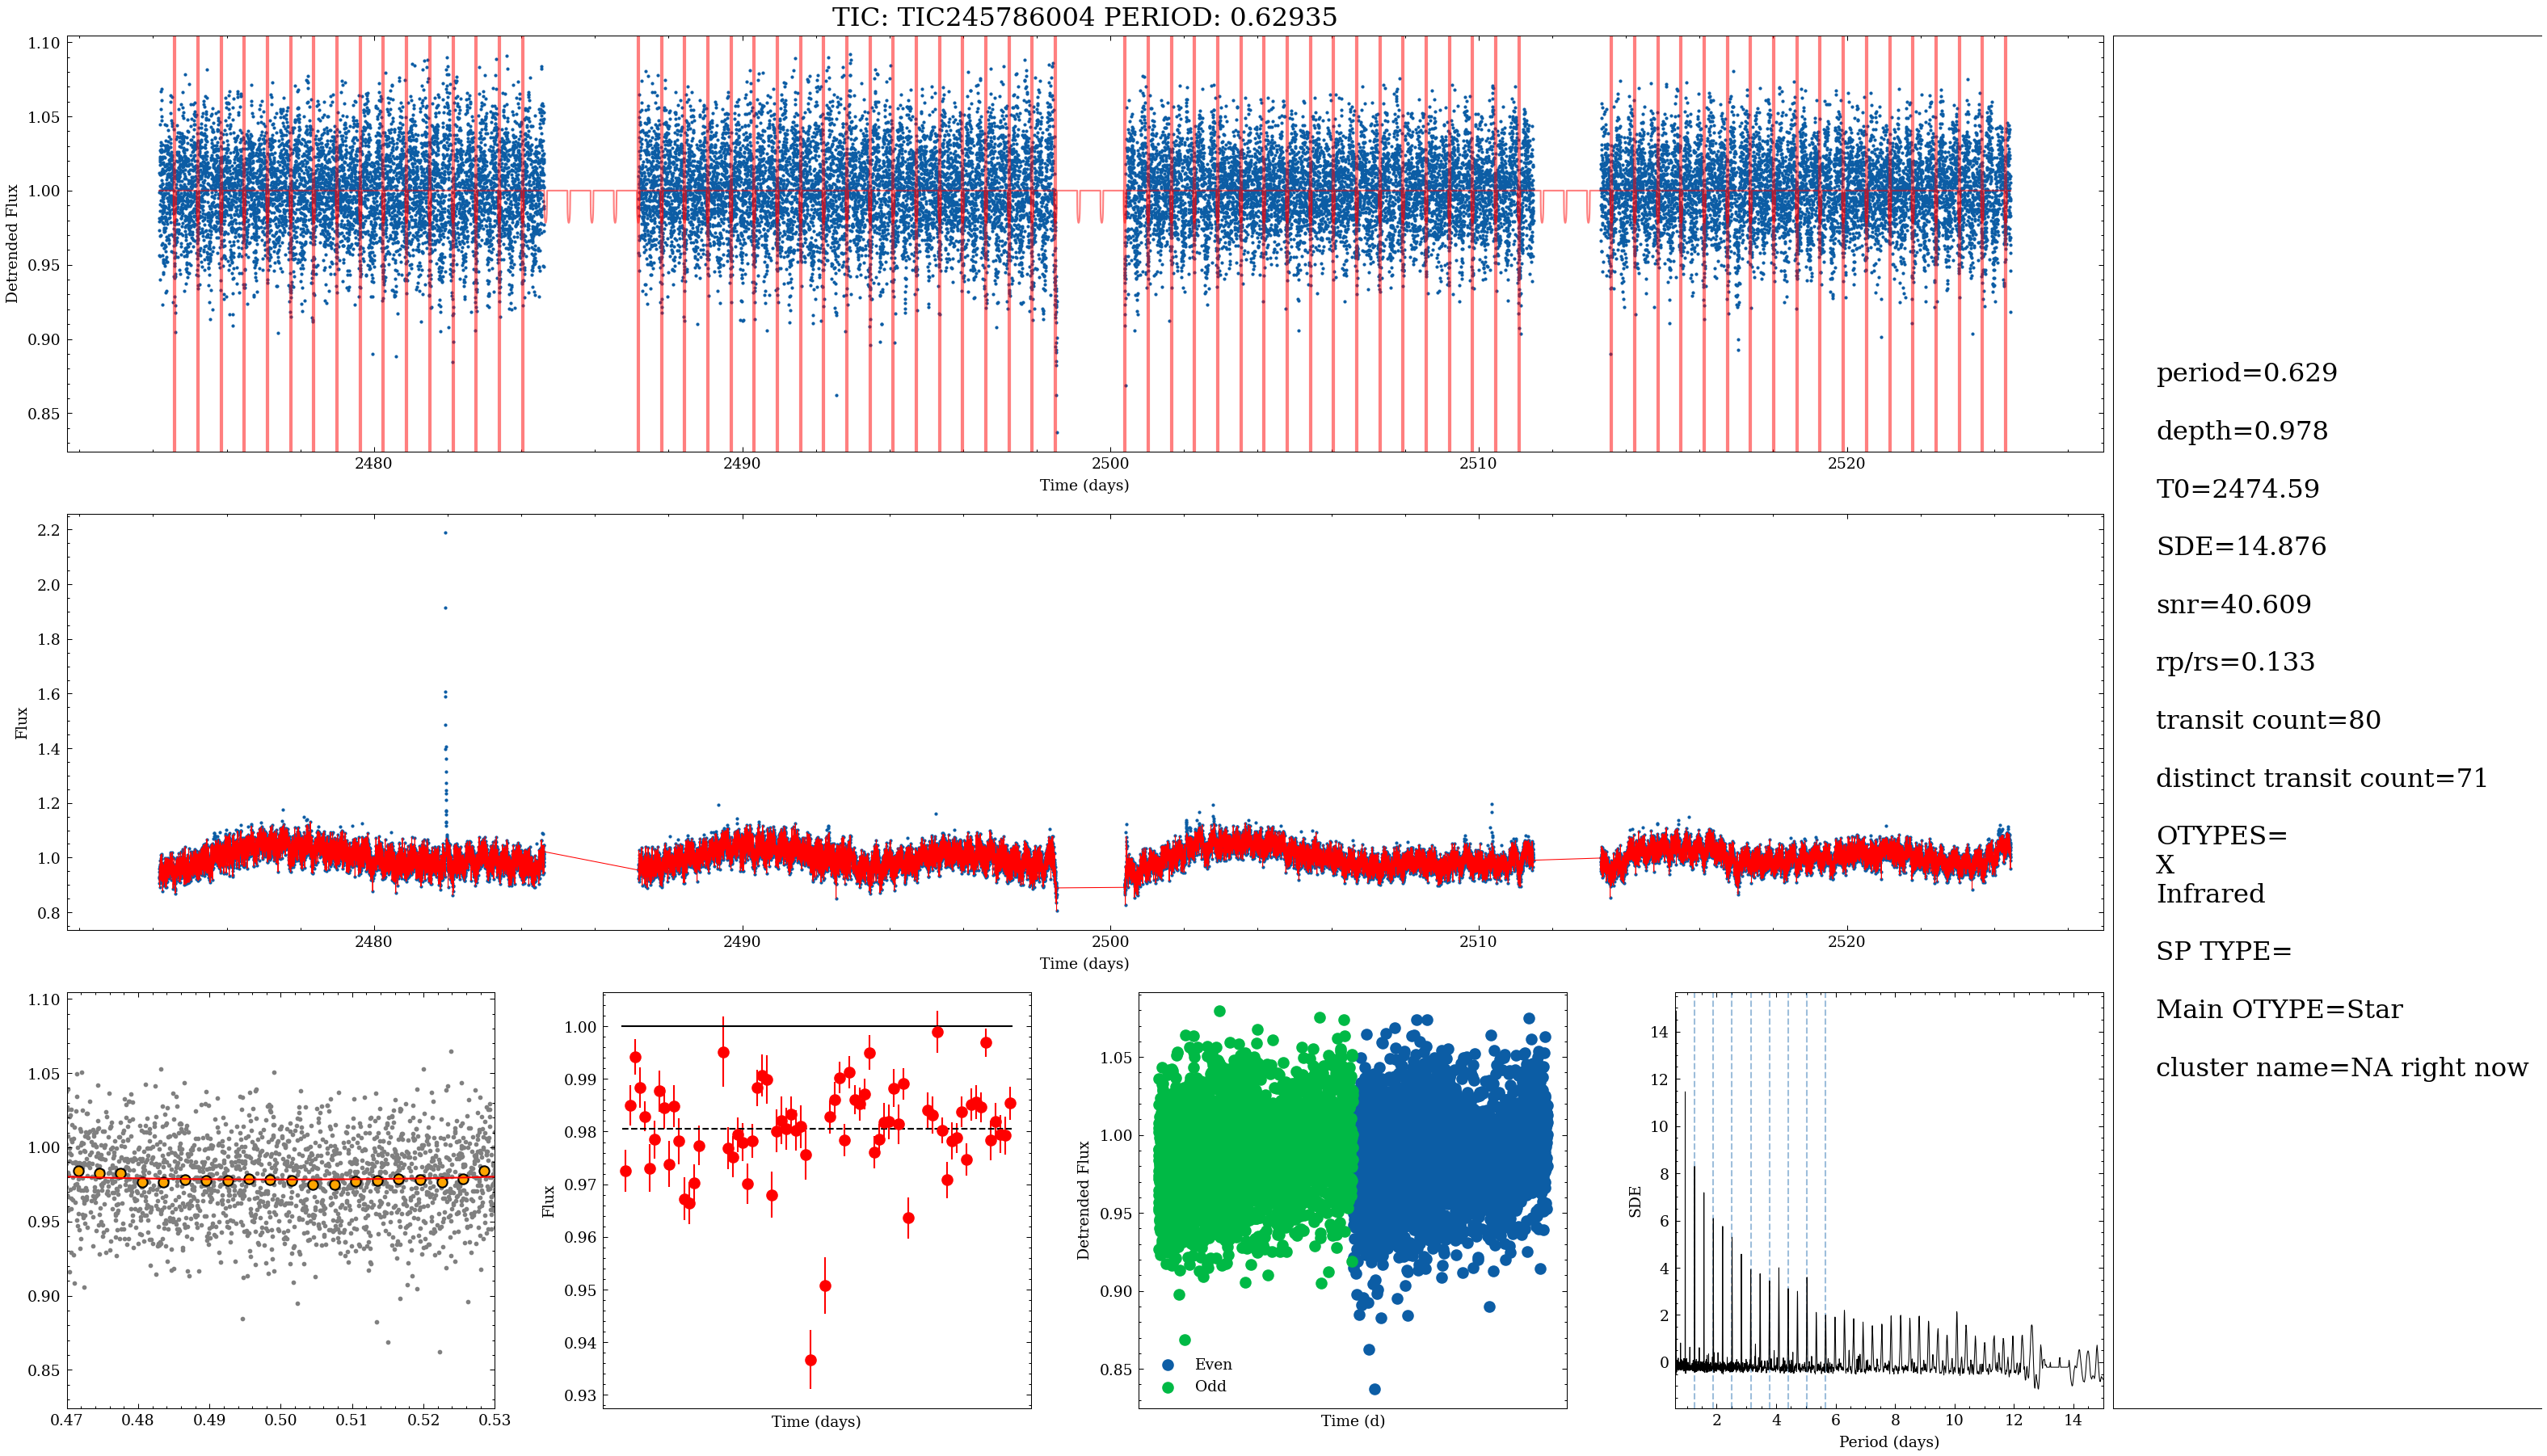 TIC: TIC245786004 PERIOD: 0.62935
1.10
1.05
1.00
0.95
0.90
0.85
Detrended Flux
2480
2490
2500
2510
2520
Time (days)
2.2
2.0
1.8
1.6
1.4
1.2
1.0
0.8
Flux
2480
2490
2500
2510
2520
Time (days)
1.10
1.05
1.00
0.95
0.90
0.85
0.47
0.48
0.49
0.50
0.51
0.52
0.53
1.00
0.99
0.98
0.97
0.96
0.95
0.94
0.93
Flux
Time (days)
1.05
1.00
0.95
0.90
0.85
Detrended Flux
Even
Odd
Time (d)
14
12
10
8
6
4
2
0
SDE
2
4
6
8
10
12
14
Period (days)
period=0.629
depth=0.978
T0=2474.59
SDE=14.876
snr=40.609
rp/rs=0.133
transit count=80
distinct transit count=71
OTYPES=
X
Infrared
SP TYPE=
Main OTYPE=Star
cluster name=NA right now